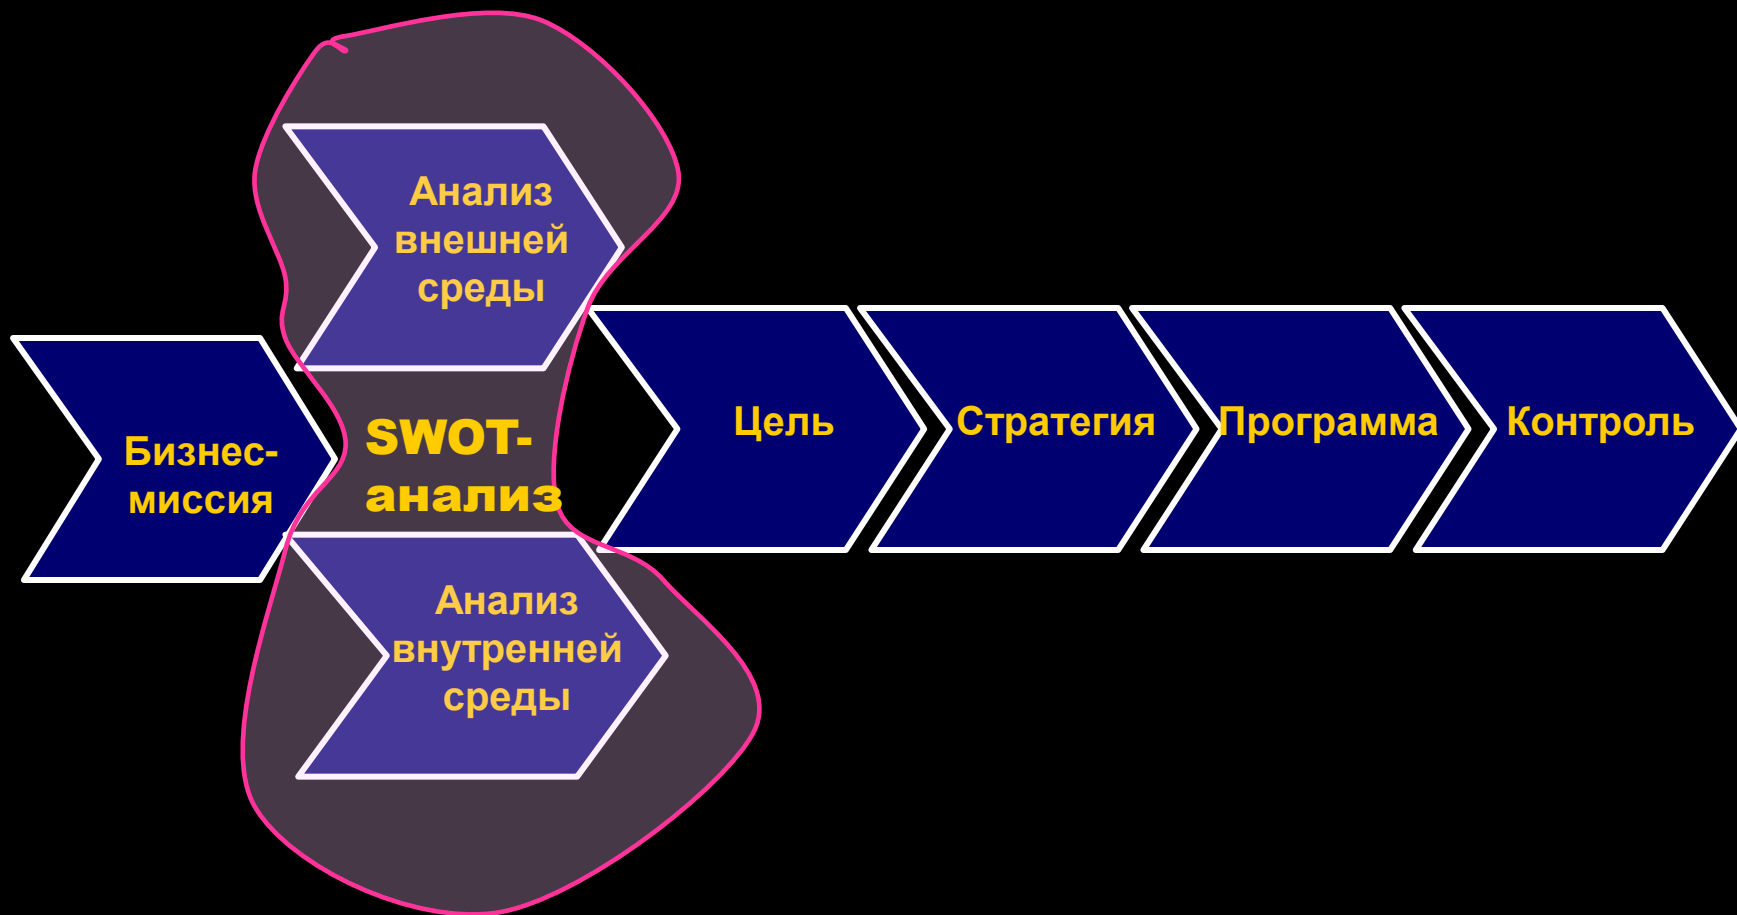 Бизнес-
миссия
Анализ
внешней
среды
SWOT-
анализ
Анализ
внутренней
среды
Цель
Стратегия
Программа
Контроль